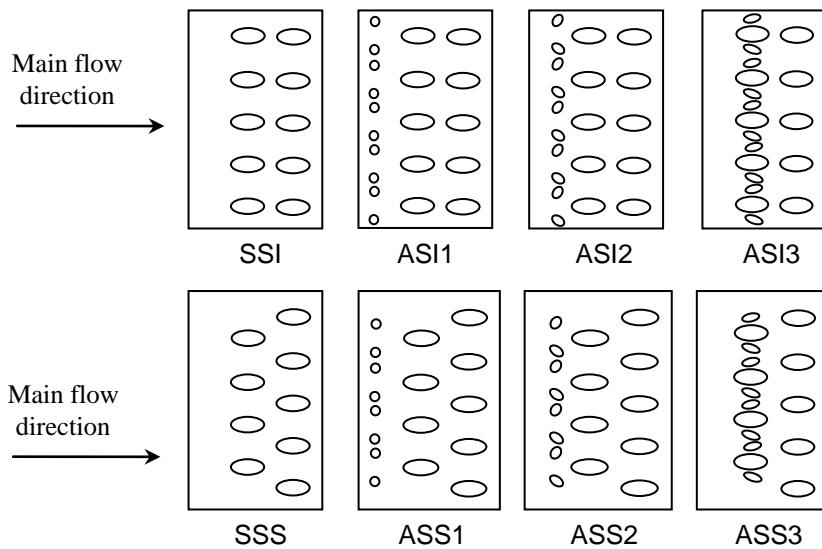 Main flow
direction
SSI
ASI1
ASI2
ASI3
Main flow
direction
SSS
ASS1
ASS2
ASS3